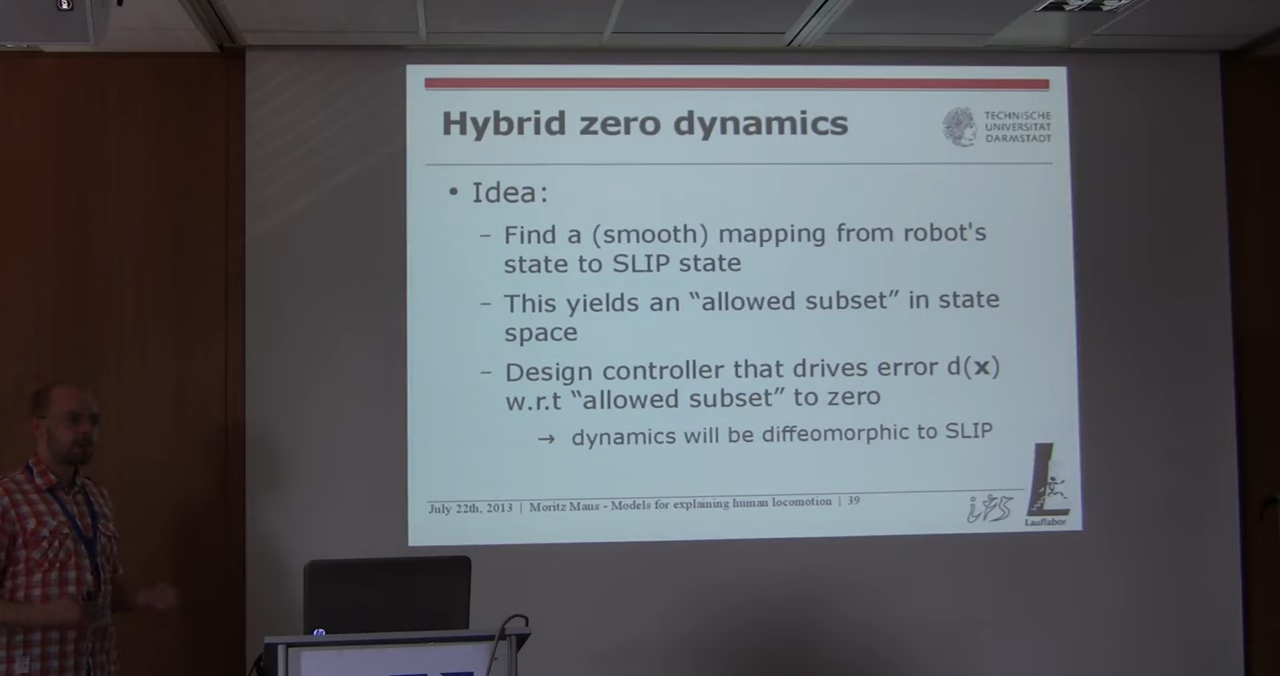 Hybrid zero dynamics
TECHNISCHE
UNIVERSITÄT
DARMSTADT
• Idea:
– Find a (smooth) mapping from robot's
state to SLIP state
– This yields an “allowed subset” in state
space
– Design controller that drives error d(x)
w.r.t “allowed subset” to zero
→ dynamics will be diffeomorphic to SLIP
July 22th, 2013 | Moritz Maus - Models for explaining human locomotion | 39
Lauflabor
hp